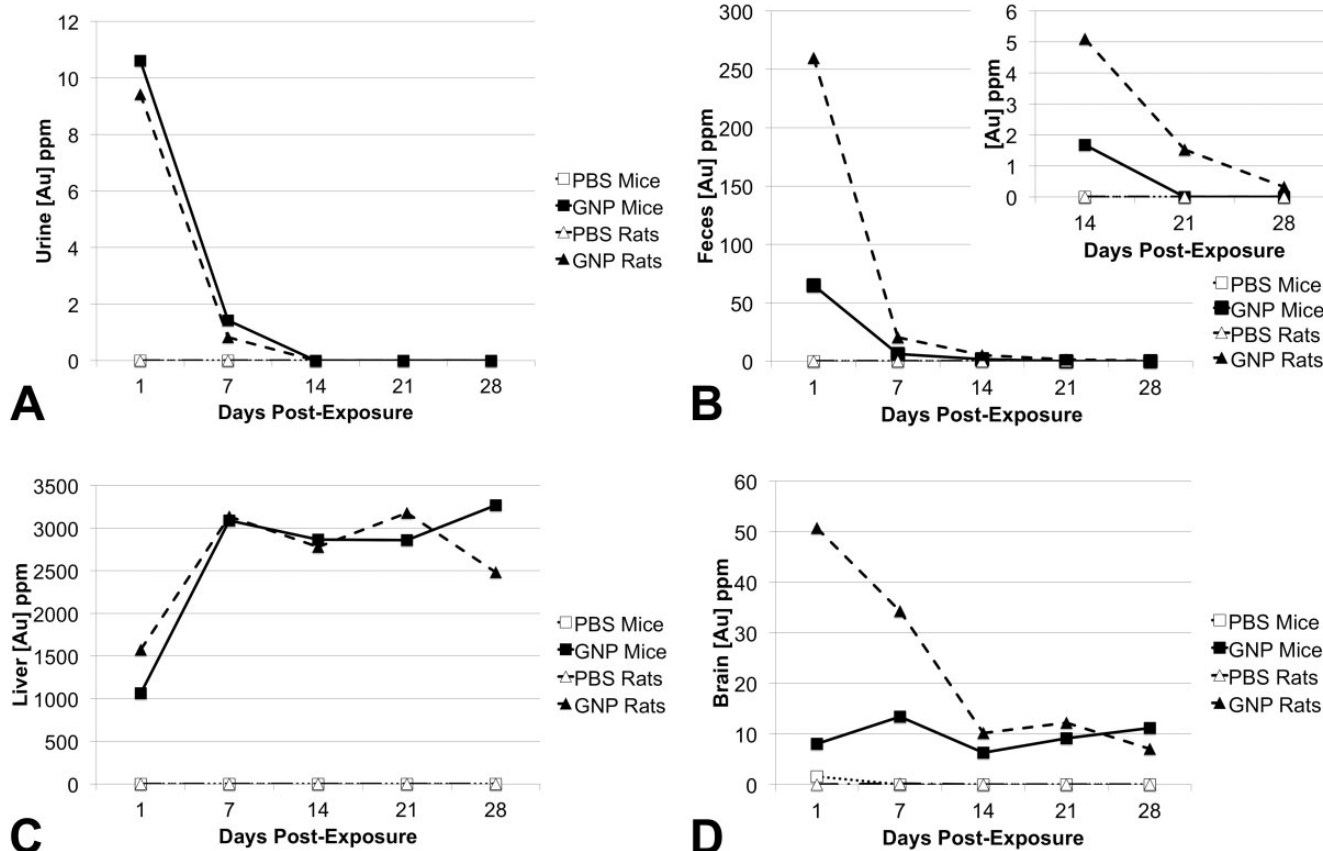 12
10
8
6
4
2
0
Urine [Au] ppm
1 7 14 21 28
Days Post-Exposure
PBS Mice
GNP Mice
PBS Rats
GNP Rats
A
300
250
200
150
100
50
0
Feces [Au] ppm
1 7 14 21 28
Days Post-Exposure
6
5
4
3
2
1
0
[Au] ppm
14 21 28
Days Post-Exposure
PBS Mice
GNP Mice
PBS Rats
GNP Rats
B
3500
3000
2500
2000
1500
1000
500
0
Liver [Au] ppm
1 7 14 21 28
Days Post-Exposure
PBS Mice
GNP Mice
PBS Rats
GNP Rats
C
60
50
40
30
20
10
0
Brain [Au] ppm
1 7 14 21 28
Days Post-Exposure
PBS Mice
GNP Mice
PBS Rats
GNP Rats
D